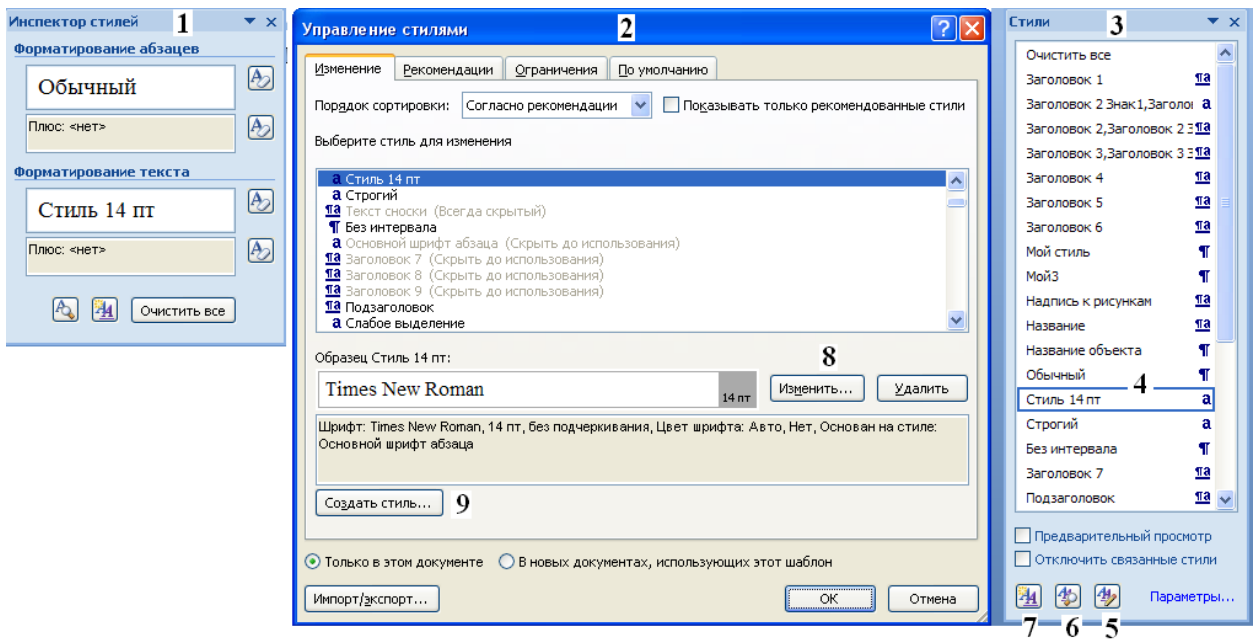 Инспектор стилей 1
Форматирование абзацев
Обычный
Плюс: <нет>
Форматирование текста
Стиль 14 пт
Плюс: <нет>
Очистить все
Управление стилями 2
Изменение Рекомендации Ограничения По умолчанию
Порядок сортировки: Согласно рекомендации Показывать только рекомендованные стили
Выберите стиль для изменения
a Стиль 14 пт
a Строгий
¶a Текст сноски (Всегда скрытый)
¶ Без интервала
a Основной шрифт абзаца (Скрыть до использования)
¶a Заголовок 7 (Скрыть до использования)
¶a Заголовок 8 (Скрыть до использования)
¶a Заголовок 9 (Скрыть до использования)
¶a Подзаголовок
a Слабое выделение
Образец Стиль 14 пт:
8
Times New Roman 14 пт Изменить... Удалить
Шрифт: Times New Roman, 14 пт, без подчеркивания, Цвет шрифта: Авто, Нет, Основан на стиле:
Основной шрифт абзаца
Создать стиль... 9
Только в этом документе В новых документах, использующих этот шаблон
Импорт/экспорт... ОК Отмена
Стили 3
Очистить все
Заголовок 1 ¶a
Заголовок 2 Знак1,Заголо a
Заголовок 2,Заголовок 2 З ¶a
Заголовок 3,Заголовок 3 З ¶a
Заголовок 4 ¶a
Заголовок 5 ¶a
Заголовок 6 ¶a
Мой стиль ¶
Мой3 ¶
Надпись к рисункам ¶a
Название ¶a
Название объекта ¶
Обычный ¶
4
Стиль 14 пт a
Строгий a
Без интервала ¶
Заголовок 7 ¶a
Подзаголовок ¶a
Предварительный просмотр
Отключить связанные стили
Параметры...
7 6 5